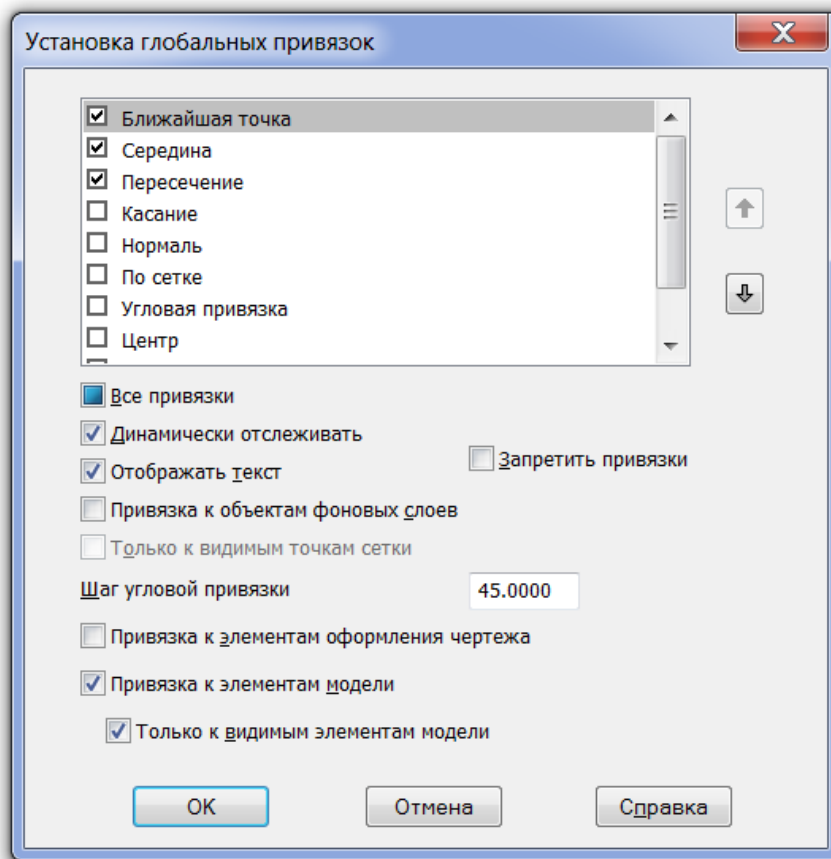 Установка глобальных привязок
Ближайшая точка
Середина
Пересечение
Касание
Нормаль
По сетке
Угловая привязка
Центр
Все привязки
Динамически отслеживать
Запретить привязки
Отображать текст
Привязка к объектам фоновых слоев
Только к видимым точкам сетки
Шаг угловой привязки 45.0000
Привязка к элементам оформления чертежа
Привязка к элементам модели
Только к видимым элементам модели
OK Отмена Справка